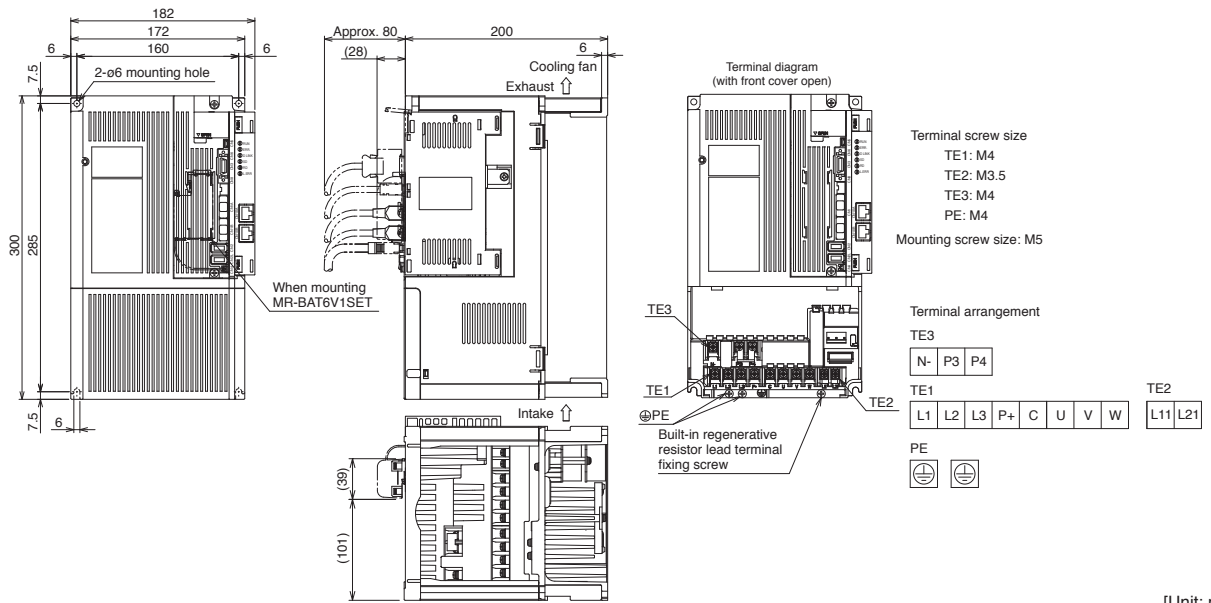 182
172
6
160
6
7.5
2-ø6 mounting hole
300
285
When mounting
MR-BAT6V1SET
7.5
6
Approx. 80
200
(28)
6
Cooling fan
Exhaust
Intake
(39)
(101)
Terminal diagram
(with front cover open)
TE3
TE1
TE2
PE
Built-in regenerative
resistor lead terminal
fixing screw
Terminal screw size
TE1: M4
TE2: M3.5
TE3: M4
PE: M4
Mounting screw size: M5
Terminal arrangement
TE3
N- P3 P4
TE1
L1 L2 L3 P+ C U V W
TE2
L11 L21
PE
[Unit: